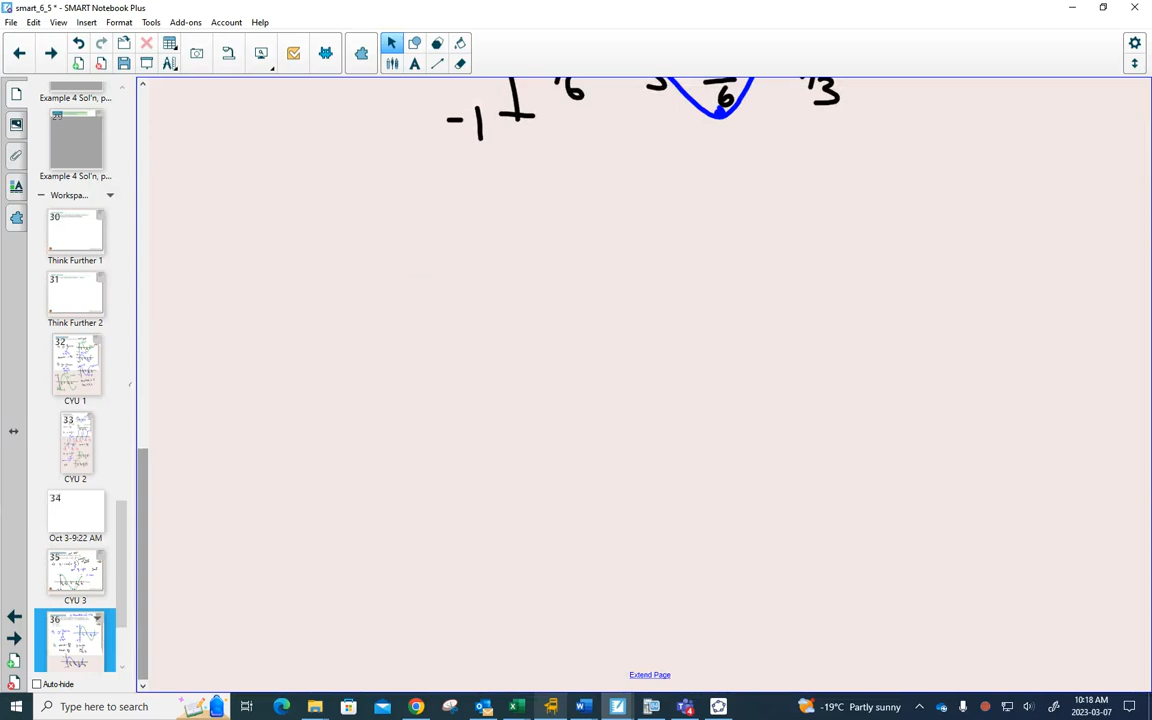 smart_6_5 * - SMART Notebook Plus
File Edit View Insert Format Tools Add-ons Account Help
Example 4 Sol'n, p...
29
Example 4 Sol'n, p...
Workspa...
30
Think Further 1
31
Think Further 2
32
CYU 1
33
CYU 2
34
Oct 3-9:22 AM
35
CYU 3
36
Auto-hide
6
6
3
-1
Extend Page
Type here to search
-19°C Partly sunny
10:18 AM
2023-03-07